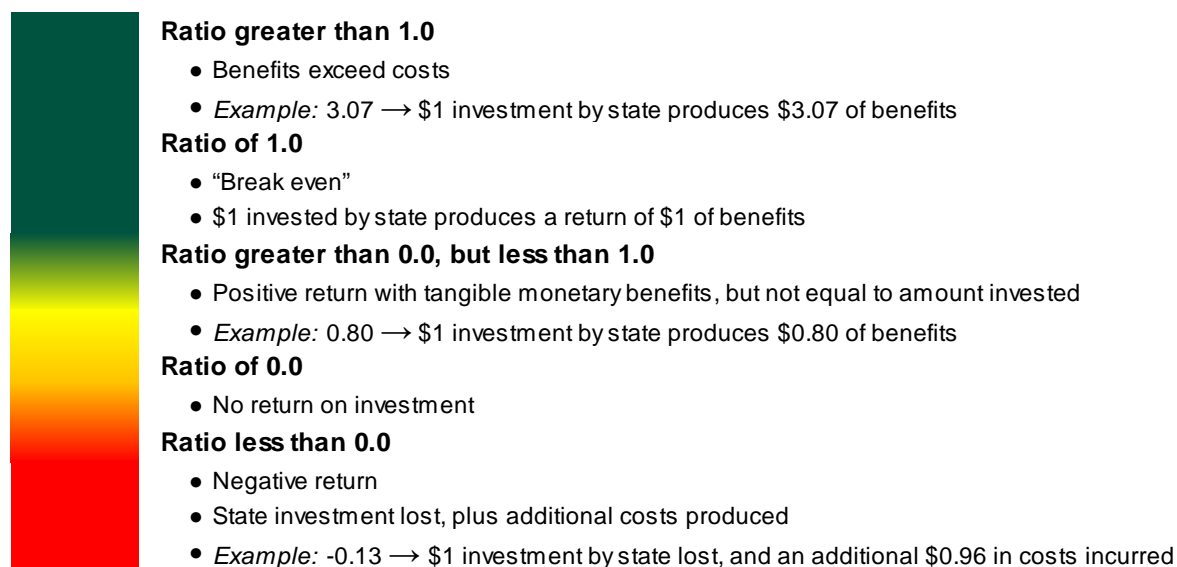 Ratio greater than 1.0
● Benefits exceed costs
● Example: 3.07 → $1 investment by state produces $3.07 of benefits
Ratio of 1.0
● “Break even”
● $1 invested by state produces a return of $1 of benefits
Ratio greater than 0.0, but less than 1.0
● Positive return with tangible monetary benefits, but not equal to amount invested
● Example: 0.80 → $1 investment by state produces $0.80 of benefits
Ratio of 0.0
● No return on investment
Ratio less than 0.0
● Negative return
● State investment lost, plus additional costs produced
● Example: -0.13 → $1 investment by state lost, and an additional $0.96 in costs incurred